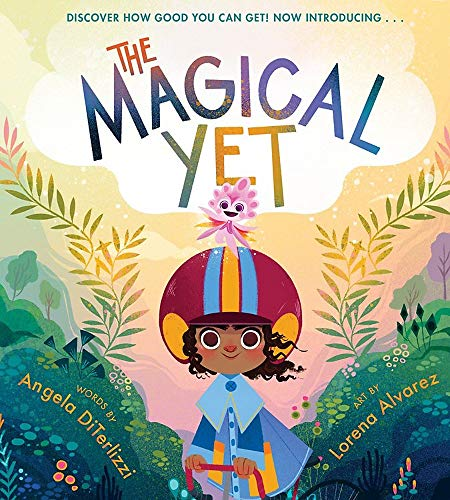 DISCOVER HOW GOOD YOU CAN GET! NOW INTRODUCING . . .
THE
MAGICAL
YET
WORDS BY
Angela DiTerlizzi
ART BY
Lorena Alvarez